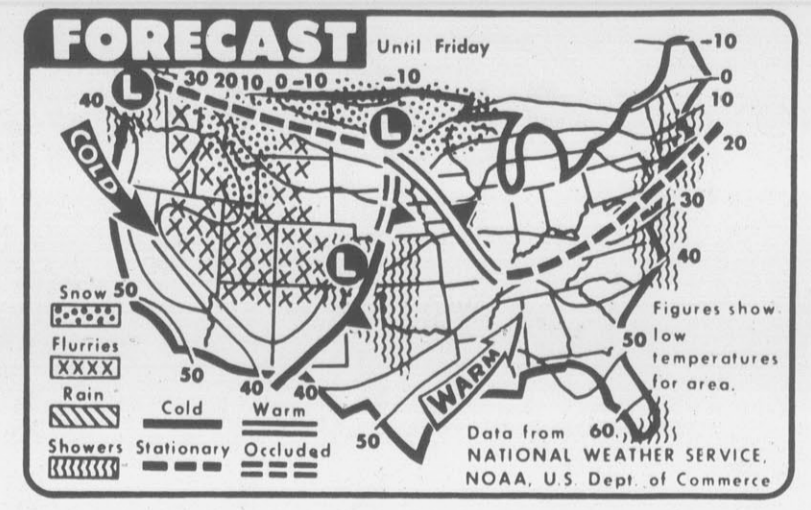 FORECAST
Until Friday
L 30 20 10 0 -10 -10 -10
0
40 10
L
20
COLD
30
L
40
Snow 50
Figures show
low
temperatures
for area.
Flurries
50
XXXX
50
Rain
40 40
Cold Warm
WARM
50
60
Showers Stationary Occluded
Data from
NATIONAL WEATHER SERVICE,
NOAA, U.S. Dept. of Commerce